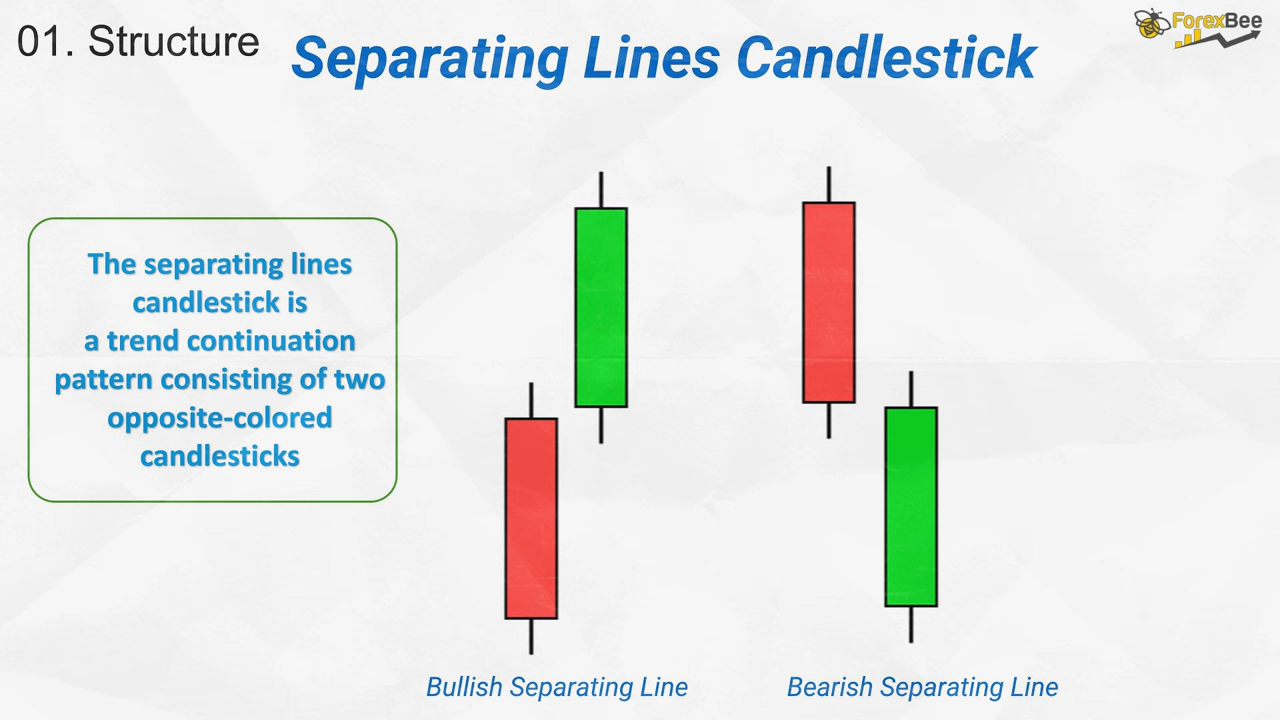 01. Structure
Separating Lines Candlestick
ForexBee
The separating lines
candlestick is
a trend continuation
pattern consisting of two
opposite-colored
candlesticks
Bullish Separating Line
Bearish Separating Line